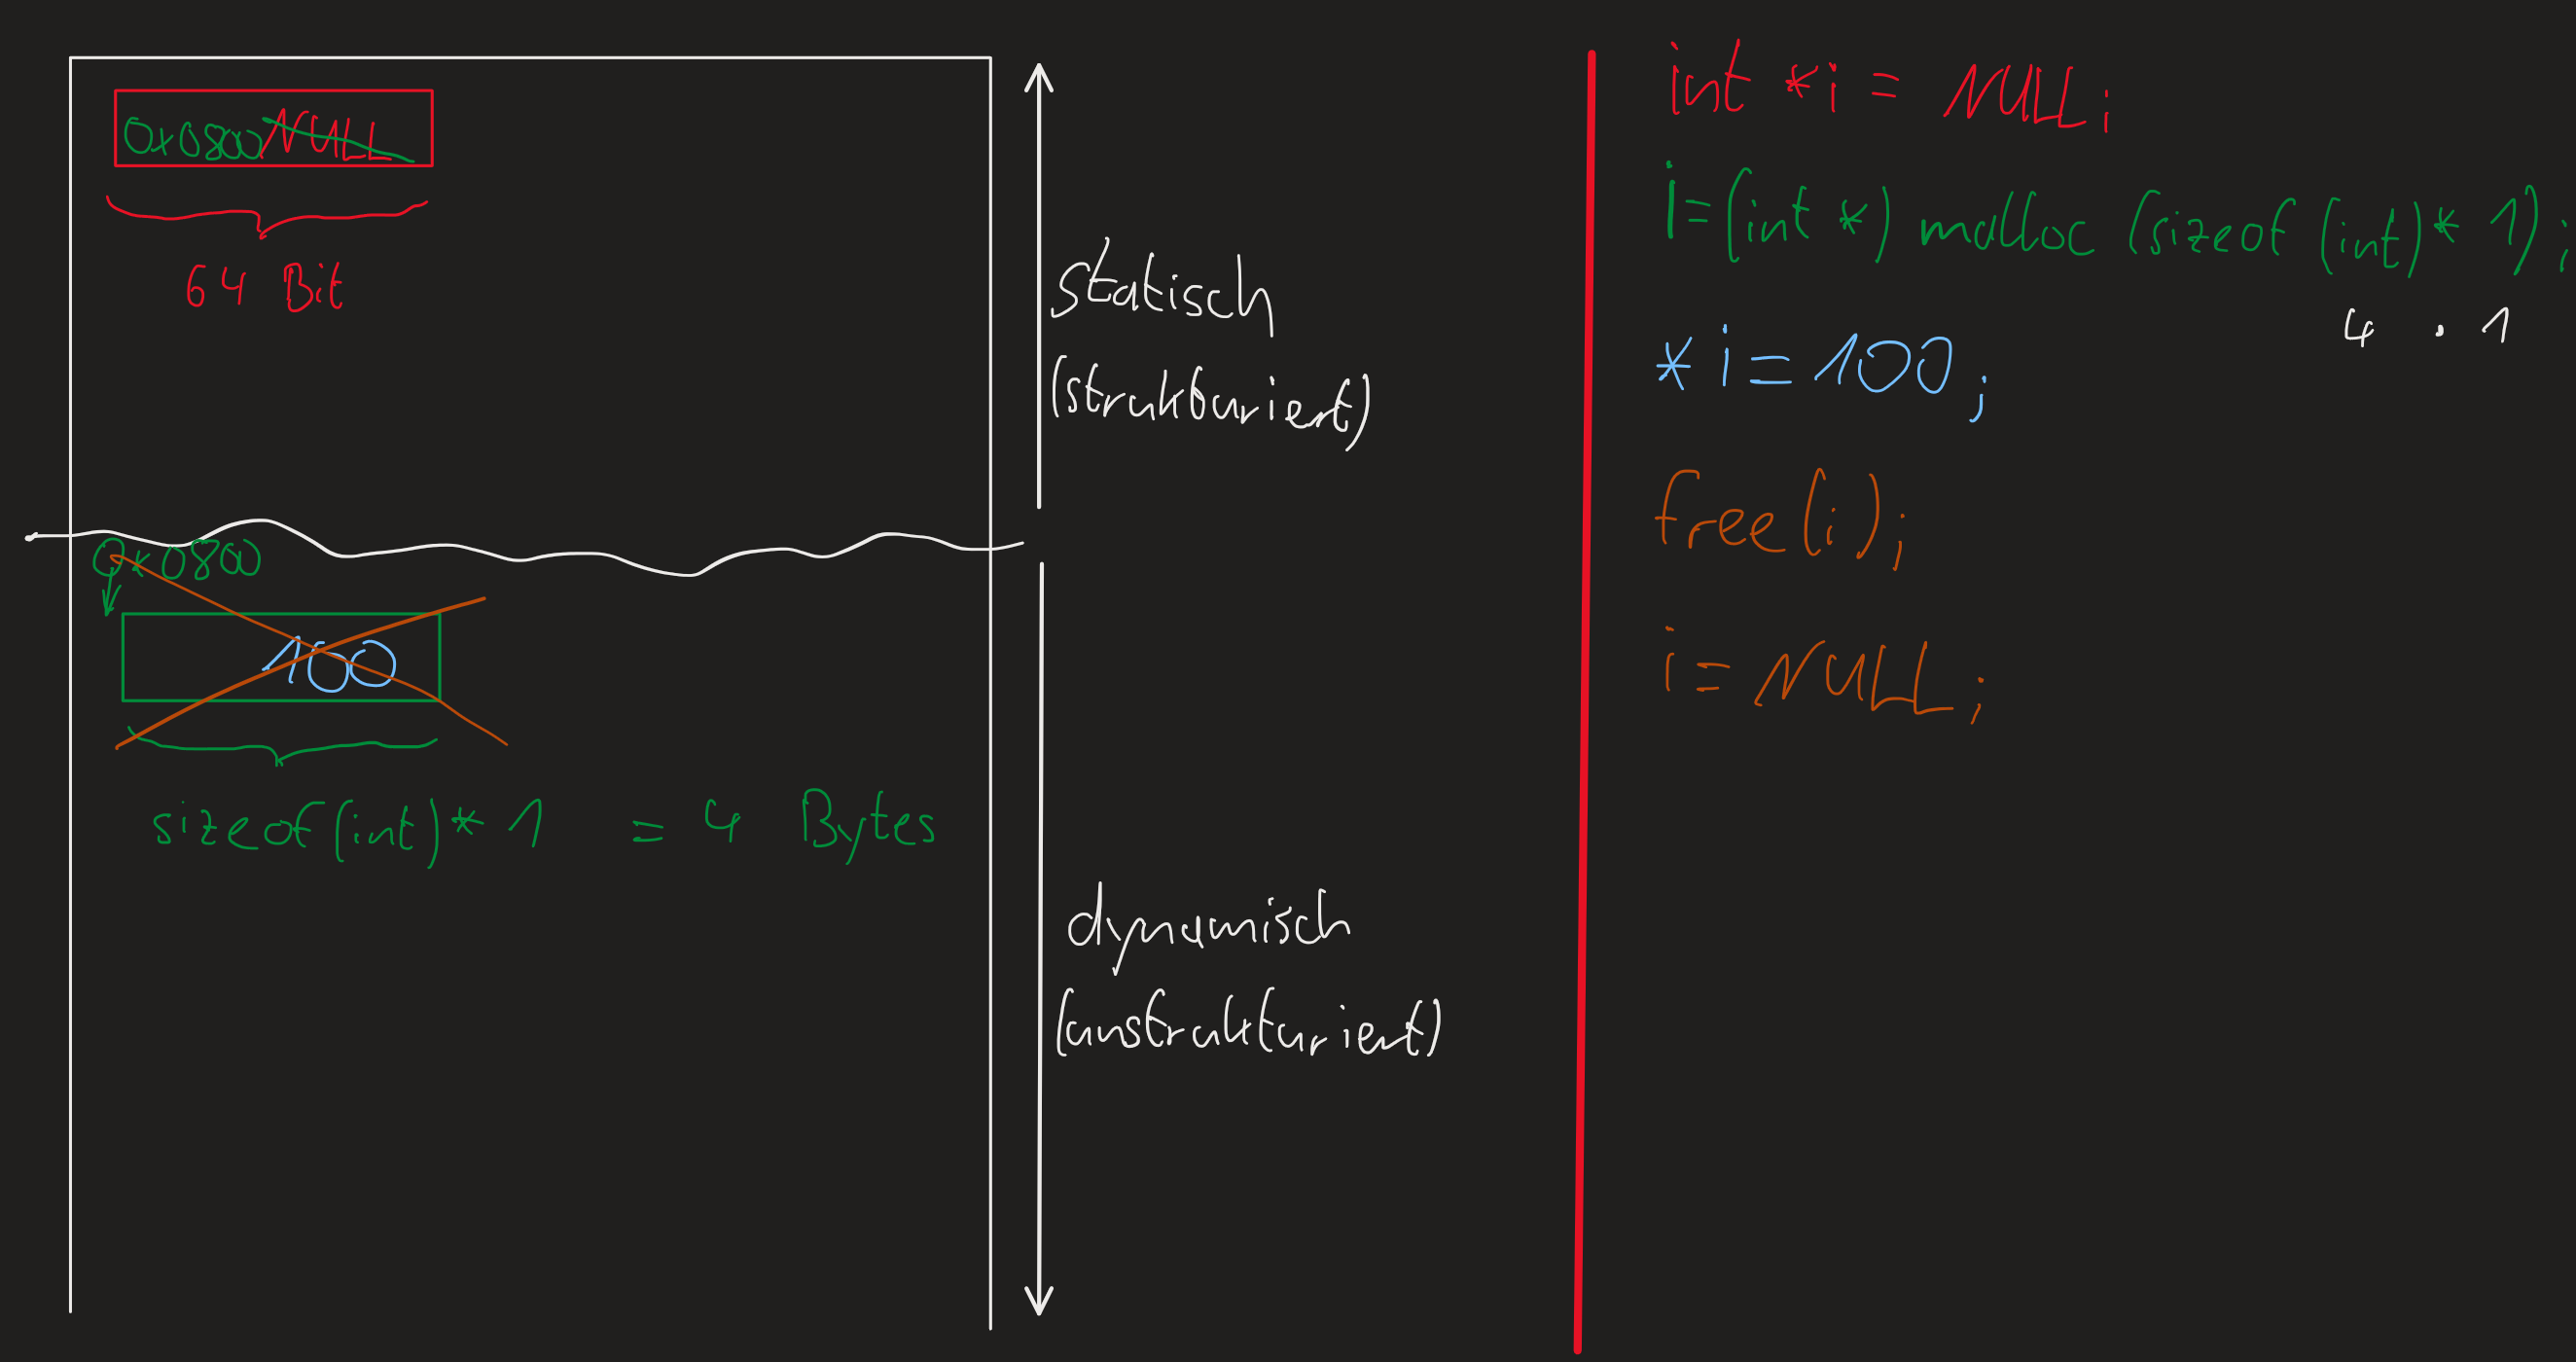 0x0800 NULL
64 Bit
statisch
(strukturiert)
0x0800
100
sizeof(int)* 1 = 4 Bytes
dynamisch
(unstrukturiert)
int *i = NULL;
i=(int *) malloc (sizeof (int)* 1);
4 · 1
*i=100;
free(i);
i=NULL;